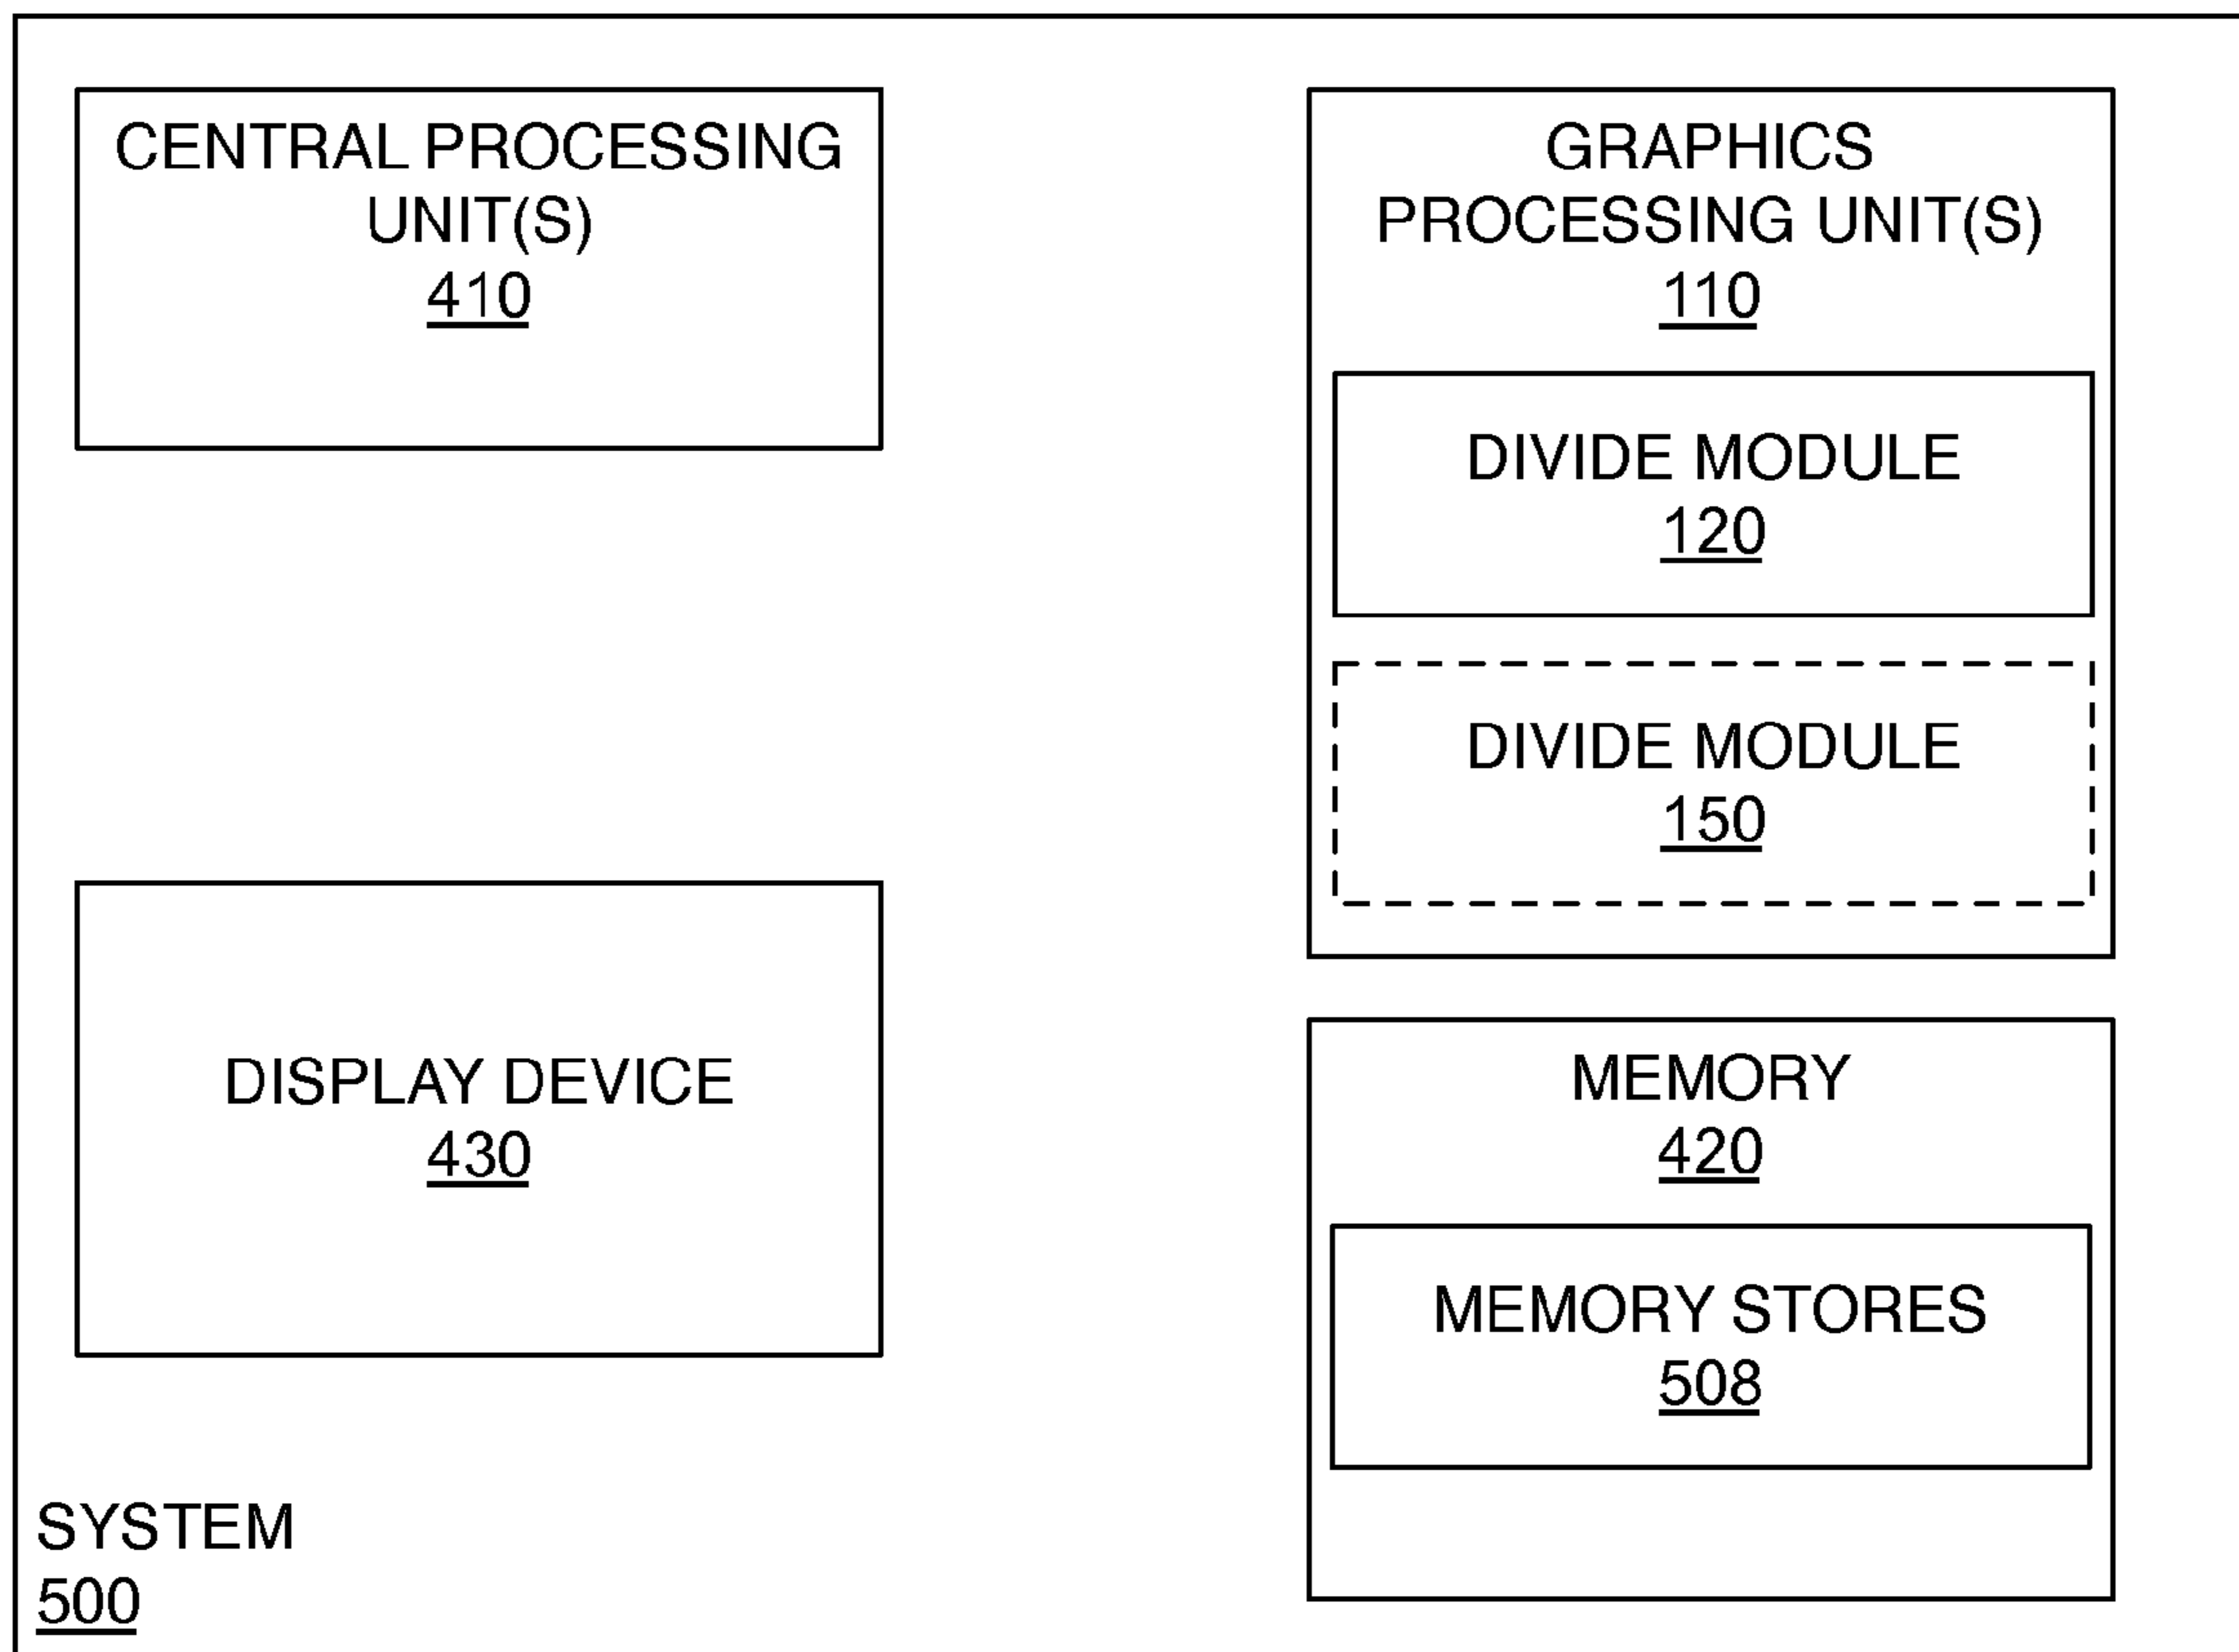 CENTRAL PROCESSING
UNIT(S)
410
GRAPHICS
PROCESSING UNIT(S)
110
DIVIDE MODULE
120
DIVIDE MODULE
150
DISPLAY DEVICE
430
MEMORY
420
MEMORY STORES
508
SYSTEM
500